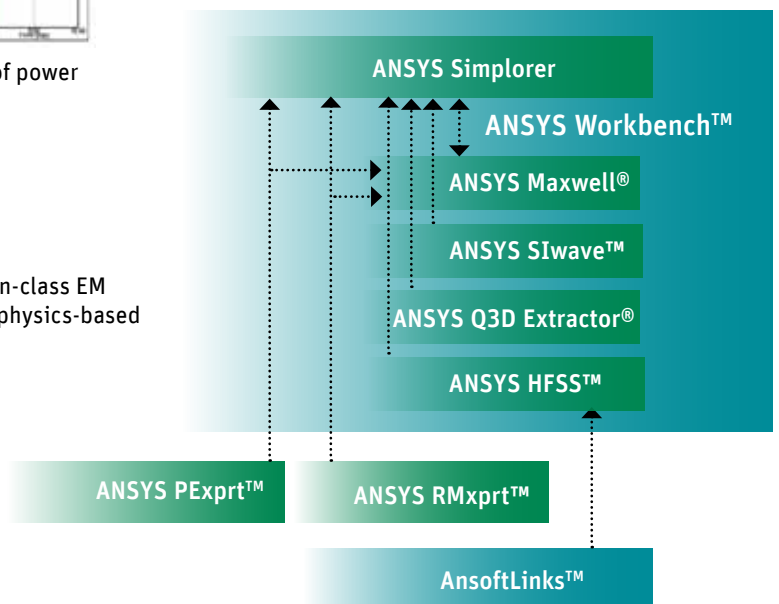 of power
n-class EM
physics-based
ANSYS Simplorer
ANSYS Workbench™
ANSYS Maxwell®
ANSYS SIwave™
ANSYS Q3D Extractor®
ANSYS HFSS™
ANSYS PExprt™
ANSYS RMxprt™
AnsoftLinks™